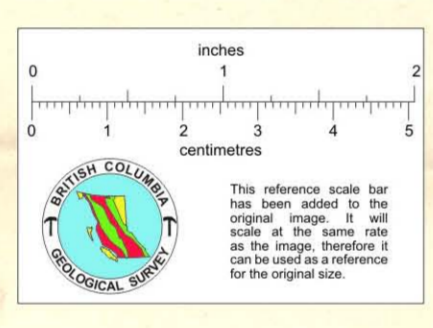 inches
0 1 2
0 1 2 3 4 5
centimetres
BRITISH COLUMBIA
GEOLOGICAL SURVEY
This reference scale bar
has been added to the
original image. It will
scale at the same rate
as the image, therefore it
can be used as a reference
for the original size.